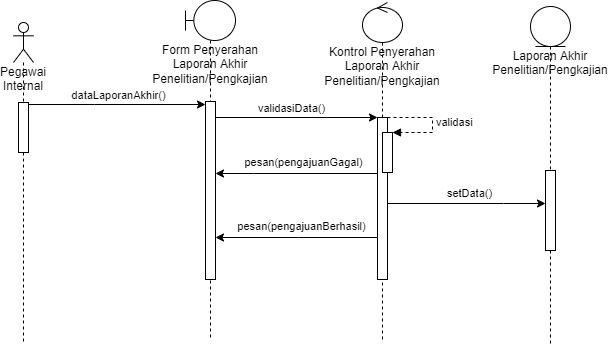 Pegawai
Internal
Form Penyerahan
Laporan Akhir
Penelitian/Pengkajian
Kontrol Penyerahan
Laporan Akhir
Penelitian/Pengkajian
Laporan Akhir
Penelitian/Pengkajian
dataLaporanAkhir()
validasiData()
validasi
pesan(pengajuanGagal)
setData()
pesan(pengajuanBerhasil)